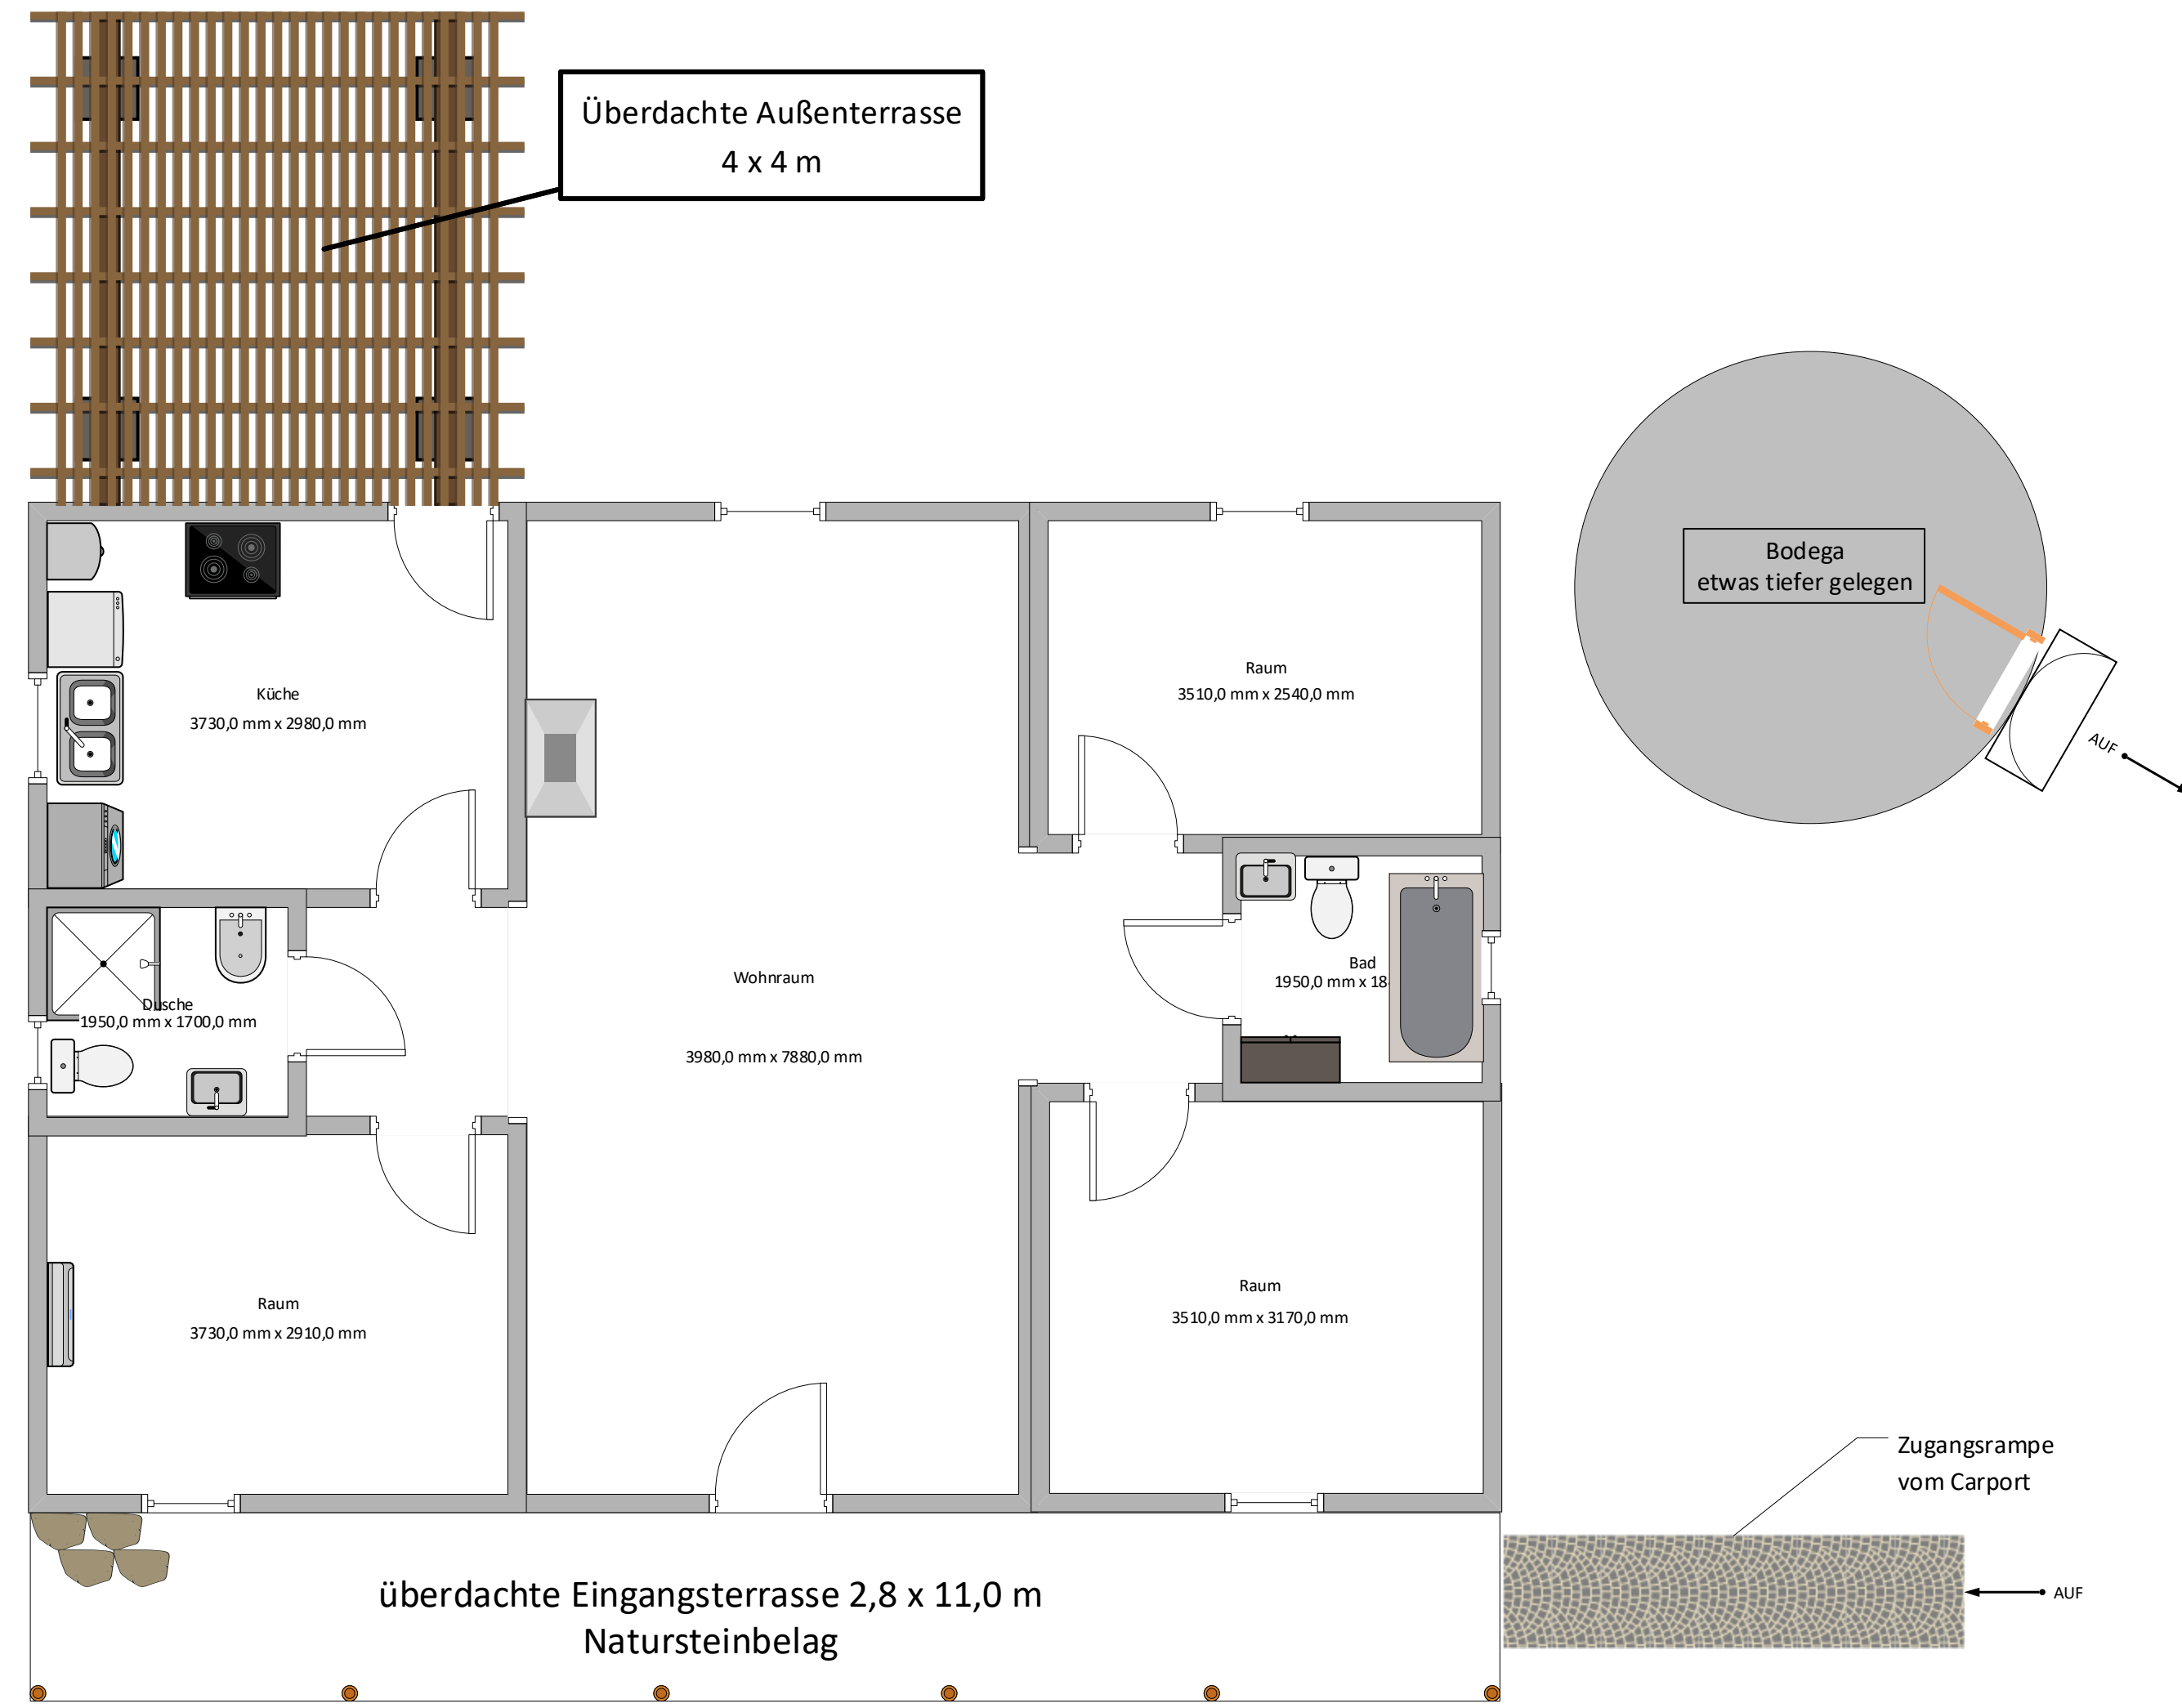 Überdachte Außenterrasse
4 x 4 m
Bodega
etwas tiefer gelegen
AUF
Küche
3730,0 mm x 2980,0 mm
Raum
3510,0 mm x 2540,0 mm
Dusche
1950,0 mm x 1700,0 mm
Wohnraum
3980,0 mm x 7880,0 mm
Bad
1950,0 mm x 18
Raum
3730,0 mm x 2910,0 mm
Raum
3510,0 mm x 3170,0 mm
Zugangsrampe
vom Carport
AUF
überdachte Eingangsterrasse 2,8 x 11,0 m
Natursteinbelag